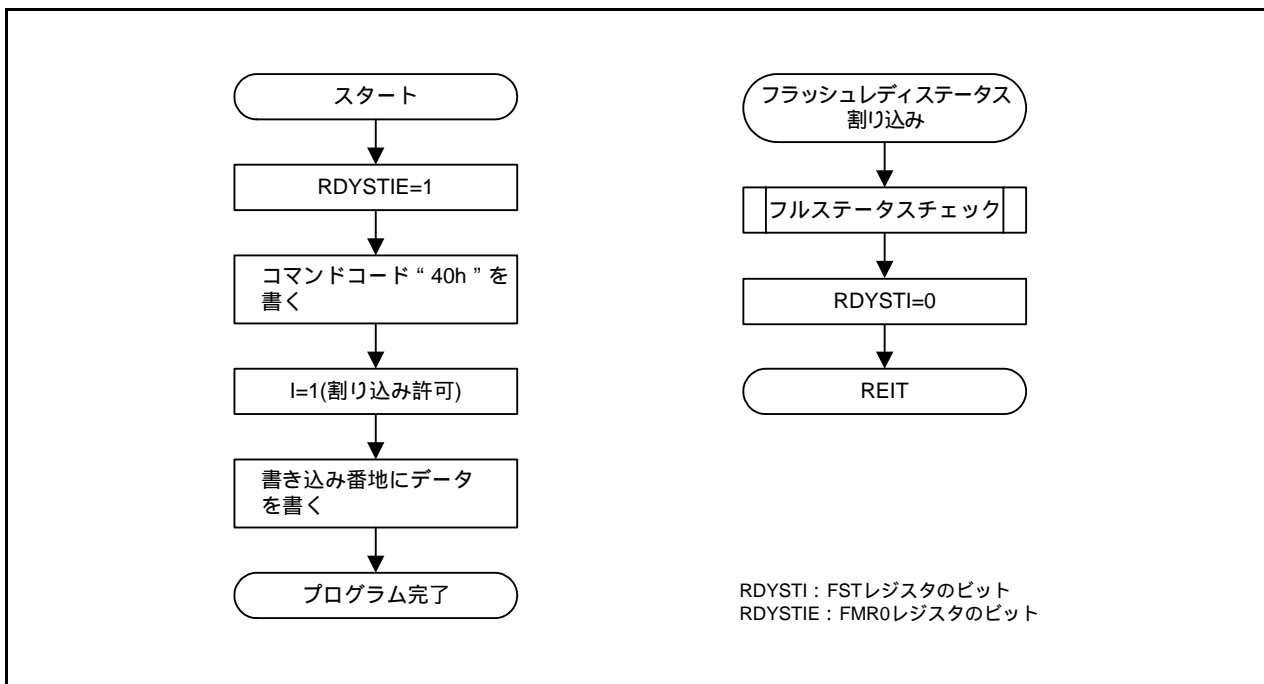 スタート
RDYSTIE=1
コマンドコード“40h”を
書く
I=1(割り込み許可)
書き込み番地にデータ
を書く
プログラム完了
フラッシュレディステータス
割り込み
フルステータスチェック
RDYSTI=0
REIT
RDYSTI：FSTレジスタのビット
RDYSTIE：FMR0レジスタのビット